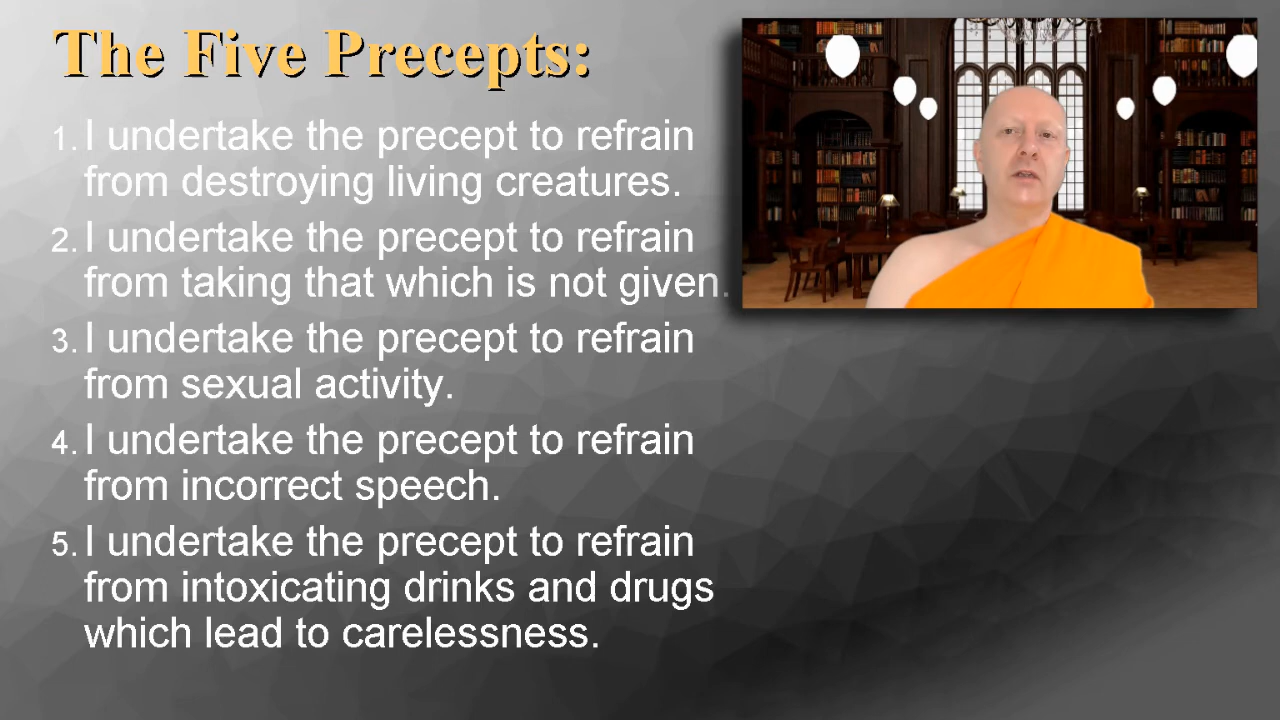 The Five Precepts:
1. I undertake the precept to refrain
from destroying living creatures.
2. I undertake the precept to refrain
from taking that which is not given.
3. I undertake the precept to refrain
from sexual activity.
4. I undertake the precept to refrain
from incorrect speech.
5. I undertake the precept to refrain
from intoxicating drinks and drugs
which lead to carelessness.